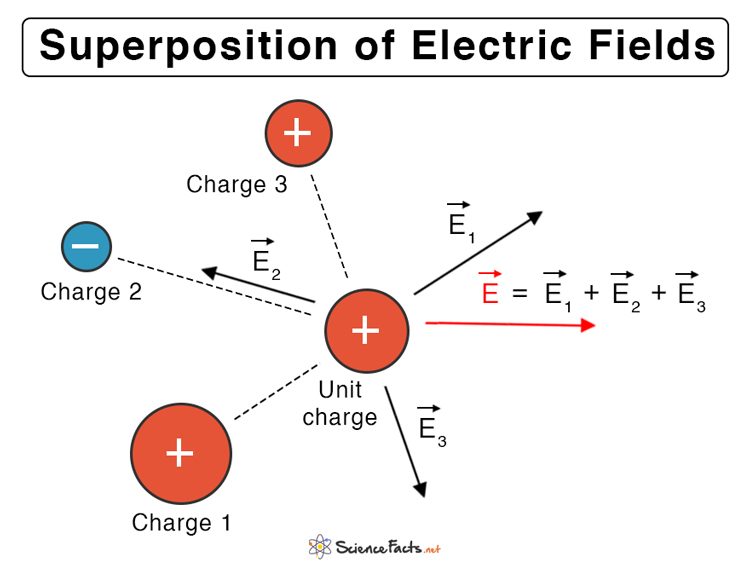 Superposition of Electric Fields
+
Charge 3
−
Charge 2
E⃗₂
E⃗₁
E⃗ = E⃗₁ + E⃗₂ + E⃗₃
+
Unit
charge
E⃗₃
+
Charge 1
ScienceFacts.net